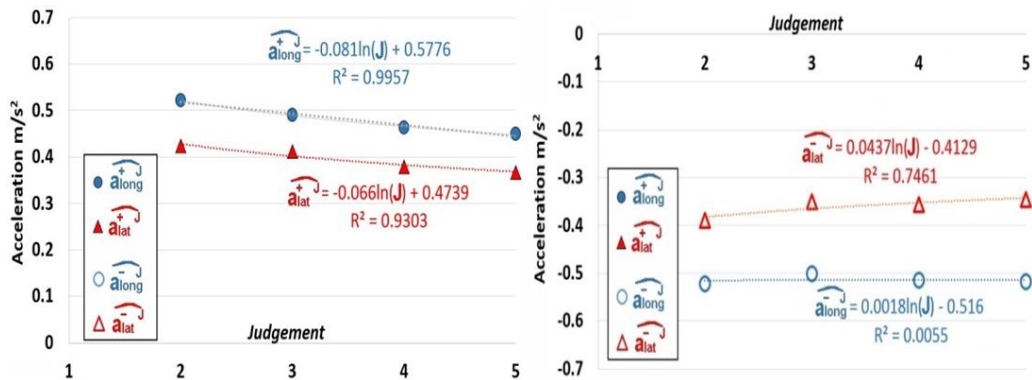 0.7
0.6
0.5
0.4
0.3
0.2
0.1
0
Acceleration m/s²
a⁺long J = -0.081ln(J) + 0.5776
R² = 0.9957
a⁺lat J = -0.066ln(J) + 0.4739
R² = 0.9303
a⁺long J
a⁺lat J
a⁻long J
a⁻lat J
Judgement
1 2 3 4 5
Judgement
0
-0.1
-0.2
-0.3
-0.4
-0.5
-0.6
-0.7
1 2 3 4 5
Acceleration m/s²
a⁻lat J = 0.0437ln(J) - 0.4129
R² = 0.7461
a⁺long J
a⁺lat J
a⁻long J
a⁻lat J
a⁻long J = 0.0018ln(J) - 0.516
R² = 0.0055